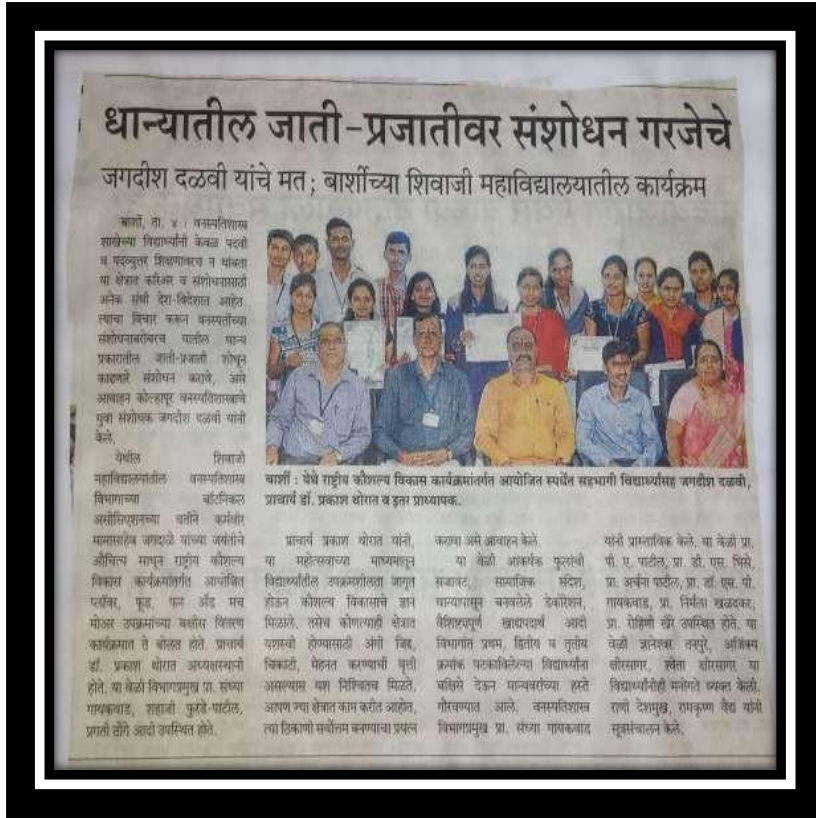 धान्यातील जाती-प्रजातीवर संशोधन गरजेचे
जगदीश दळवी यांचे मत; बार्शीच्या शिवाजी महाविद्यालयातील कार्यक्रम
बार्शी, ता. ४ : वनस्पतिशास्त्र
शाखेच्या विद्यार्थ्यांनी केवळ पदवी
व पदव्युत्तर शिक्षणावरच न थांबता
या क्षेत्रात करिअर व संशोधनासाठी
अनेक संधी देश-विदेशात आहेत.
त्याचा विचार करून वनस्पतींच्या
संशोधनाबरोबरच यातील धान्य
प्रकारातील जाती-प्रजाती शोधून
काढणारे संशोधन करावे, असे
आवाहन कोल्हापूर वनस्पतिशास्त्राचे
युवा संशोधक जगदीश दळवी यांनी
केले.
येथील शिवाजी
महाविद्यालयातील वनस्पतिशास्त्र
विभागाच्या बॉटनिकल
असोसिएशनच्या वतीने कर्मवीर
मामासाहेब जगदाळे यांच्या जयंतीचे
औचित्य साधून राष्ट्रीय कौशल्य
विकास कार्यक्रमांतर्गत आयोजित
फ्लॉवर, फूड, फन अँड मच
मोअर उपक्रमाच्या बक्षीस वितरण
कार्यक्रमात ते बोलत होते. प्राचार्य
डॉ. प्रकाश थोरात अध्यक्षस्थानी
होते. या वेळी विभागप्रमुख प्रा. संध्या
गायकवाड, शहाजी फुरडे-पाटील,
प्रगती ढोंगे आदी उपस्थित होते.
बार्शी : येथे राष्ट्रीय कौशल्य विकास कार्यक्रमांतर्गत आयोजित स्पर्धेत सहभागी विद्यार्थ्यांसह जगदीश दळवी,
प्राचार्य डॉ. प्रकाश थोरात व इतर प्राध्यापक.
प्राचार्य प्रकाश थोरात यांनी,
या महोत्सवाच्या माध्यमातून
विद्यार्थ्यांतील उपक्रमशीलता जागृत
होऊन कौशल्य विकासाचे ज्ञान
मिळाले. तसेच कोणत्याही क्षेत्रात
यशस्वी होण्यासाठी अंगी जिद्द,
चिकाटी, मेहनत करण्याची वृत्ती
असल्यास यश निश्चितच मिळते.
आपण ज्या क्षेत्रात काम करीत आहोत,
त्या ठिकाणी सर्वोत्तम बनण्याचा प्रयत्न
करावा असे आवाहन केले.
या वेळी आकर्षक फुलांची
सजावट, सामाजिक संदेश,
धान्यापासून बनवलेले डेकोरेशन,
वैशिष्ट्यपूर्ण खाद्यपदार्थ आदी
विभागांत प्रथम, द्वितीय व तृतीय
क्रमांक पटकाविलेल्या विद्यार्थ्यांना
बक्षिसे देऊन मान्यवरांच्या हस्ते
गौरवण्यात आले. वनस्पतिशास्त्र
विभागप्रमुख प्रा. संध्या गायकवाड
यांनी प्रास्ताविक केले. या वेळी प्रा.
पी. ए. पाटील, प्रा. डी. एस. भिसे,
प्रा. अर्चना पाटील, प्रा. डॉ. एस. पी.
गायकवाड, प्रा. निर्मला खळदकर,
प्रा. रोहिणी खैरे उपस्थित होते. या
वेळी ज्ञानेश्वर तनपुरे, अजिंक्य
क्षीरसागर, श्वेता क्षीरसागर या
विद्यार्थ्यांनीही मनोगते व्यक्त केली.
राणी देशमुख, रामकृष्ण वैद्य यांनी
सूत्रसंचालन केले.